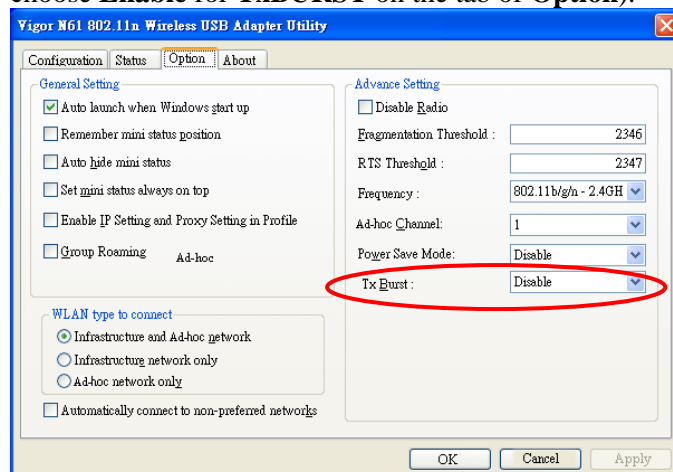 choose Enable for TxBURST on the tab of Option).
Vigor N61 802.11n Wireless USB Adapter Utility
Configuration Status Option About
General Setting
Auto launch when Windows start up
Remember mini status position
Auto hide mini status
Set mini status always on top
Enable IP Setting and Proxy Setting in Profile
Group Roaming Ad-hoc
WLAN type to connect
Infrastructure and Ad-hoc network
Infrastructure network only
Ad-hoc network only
Automatically connect to non-preferred networks
Advance Setting
Disable Radio
Fragmentation Threshold : 2346
RTS Threshold : 2347
Frequency : 802.11b/g/n - 2.4GH
Ad-hoc Channel: 1
Power Save Mode: Disable
Tx Burst : Disable
OK Cancel Apply